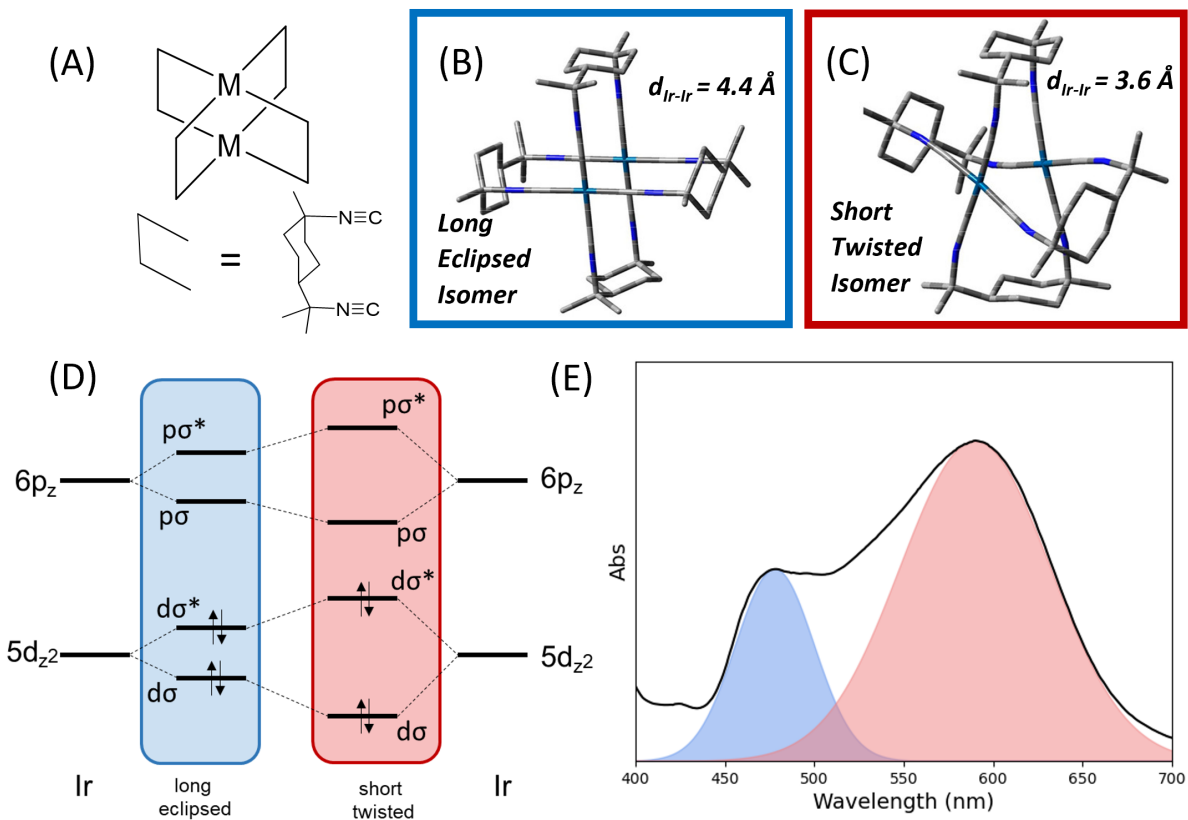 (A)
M
M
N≡C
=
N≡C
(B)
d_Ir-Ir = 4.4 Å
Long
Eclipsed
Isomer
(C)
d_Ir-Ir = 3.6 Å
Short
Twisted
Isomer
(D)
pσ*
pσ*
6p_z
6p_z
pσ
pσ
dσ*
dσ*
5d_z2
5d_z2
dσ
dσ
Ir
long
eclipsed
short
twisted
Ir
(E)
Abs
400
450
500
550
600
650
700
Wavelength (nm)